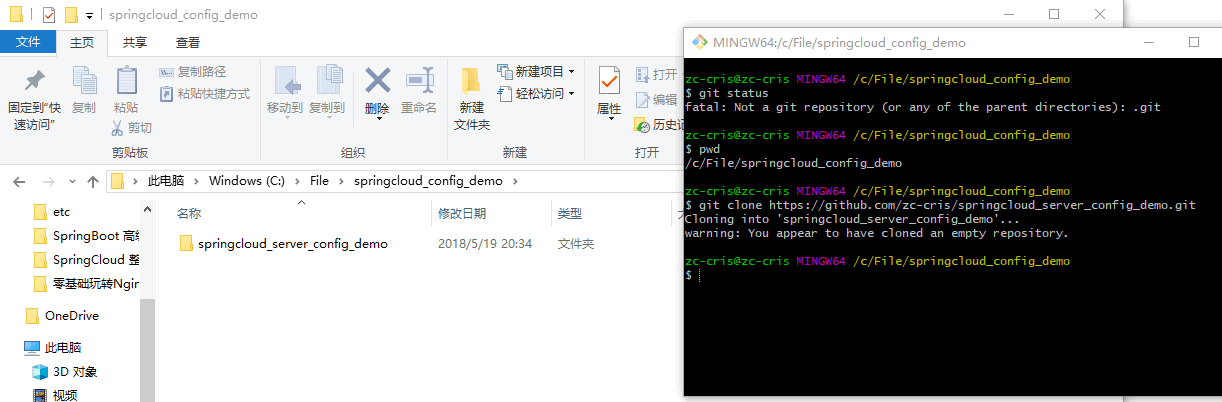 springcloud_config_demo
文件 主页 共享 查看
固定到"快速访问"
复制
粘贴
复制路径
粘贴快捷方式
剪切
剪贴板
移动到
复制到
删除
重命名
组织
新建文件夹
新建项目
轻松访问
新建
属性
打开
编辑
历史记
打开
此电脑 Windows (C:) File springcloud_config_demo
etc
SpringBoot 高级
SpringCloud 整
零基础玩转Ngin
OneDrive
此电脑
3D 对象
视频
名称 修改日期 类型
springcloud_server_config_demo 2018/5/19 20:34 文件夹
MINGW64:/c/File/springcloud_config_demo
zc-cris@zc-cris MINGW64 /c/File/springcloud_config_demo
$ git status
fatal: Not a git repository (or any of the parent directories): .git
zc-cris@zc-cris MINGW64 /c/File/springcloud_config_demo
$ pwd
/c/File/springcloud_config_demo
zc-cris@zc-cris MINGW64 /c/File/springcloud_config_demo
$ git clone https://github.com/zc-cris/springcloud_server_config_demo.git
Cloning into 'springcloud_server_config_demo'...
warning: You appear to have cloned an empty repository.
zc-cris@zc-cris MINGW64 /c/File/springcloud_config_demo
$